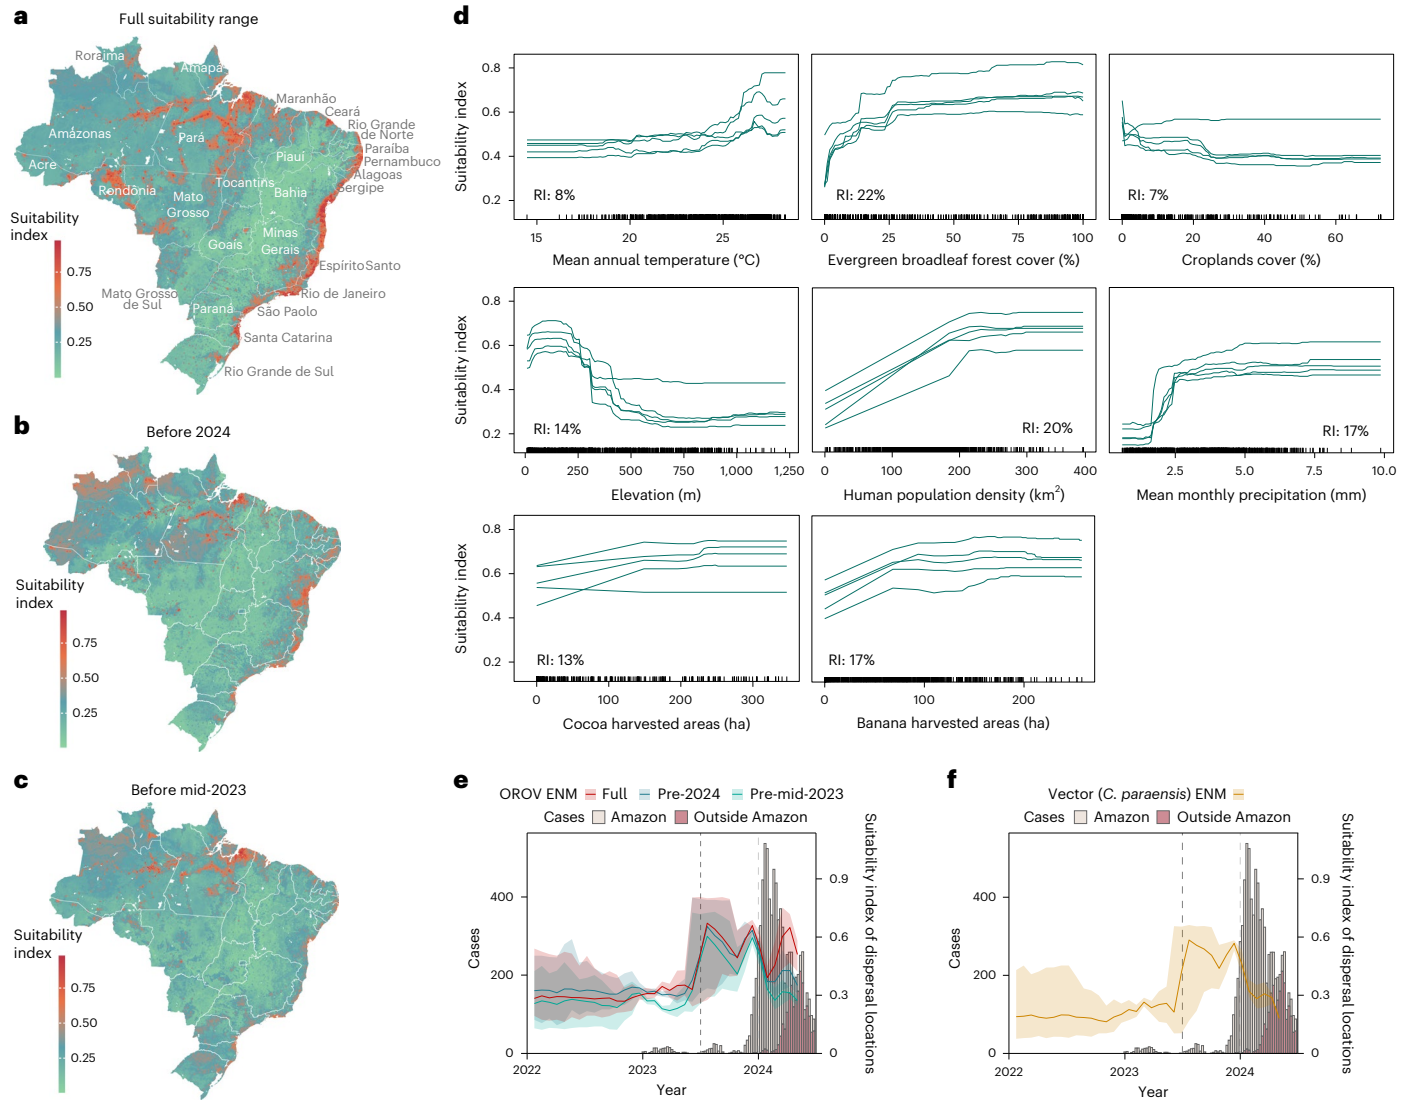 a
Full suitability range
Roraima
Amapá
Maranhão
Ceará
Rio Grande
de Norte
Amázonas
Pará
Paraíba
Piauí
Pernambuco
Acre
Alagoas
Rondônia
Tocantins
Sergipe
Bahia
Mato
Grosso
Suitability
index
0.75
0.50
0.25
Goaís
Minas
Gerais
Espírito Santo
Mato Grosso
de Sul
Rio de Janeiro
Paraná
São Paolo
Santa Catarina
Rio Grande de Sul
b
Before 2024
Suitability
index
0.75
0.50
0.25
c
Before mid-2023
Suitability
index
0.75
0.50
0.25
d
Suitability index
0.8
0.6
0.4
0.2
RI: 8%
15
20
25
Mean annual temperature (°C)
RI: 22%
0
25
50
75
100
Evergreen broadleaf forest cover (%)
RI: 7%
0
20
40
60
Croplands cover (%)
Suitability index
0.8
0.6
0.4
0.2
RI: 14%
0
250
500
750
1,000
1,250
Elevation (m)
RI: 20%
0
100
200
300
400
Human population density (km²)
RI: 17%
2.5
5.0
7.5
10.0
Mean monthly precipitation (mm)
Suitability index
0.8
0.6
0.4
0.2
RI: 13%
0
100
200
300
Cocoa harvested areas (ha)
RI: 17%
0
100
200
Banana harvested areas (ha)
e
OROV ENM Full Pre-2024 Pre-mid-2023
Cases Amazon Outside Amazon
Cases
400
200
0
0.9
0.6
0.3
0
Suitability index of dispersal locations
2022
2023
2024
Year
f
Vector (C. paraensis) ENM
Cases Amazon Outside Amazon
Cases
400
200
0
0.9
0.6
0.3
0
Suitability index of dispersal locations
2022
2023
2024
Year